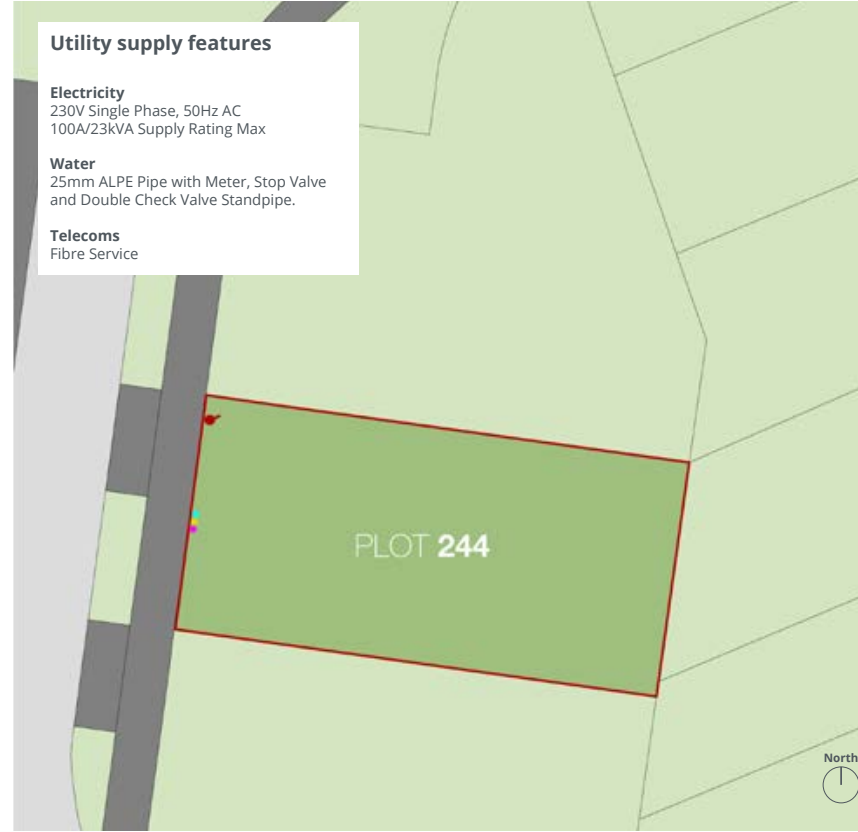 Utility supply features
Electricity
230V Single Phase, 50Hz AC
100A/23kVA Supply Rating Max
Water
25mm ALPE Pipe with Meter, Stop Valve
and Double Check Valve Standpipe.
Telecoms
Fibre Service
PLOT 244
North